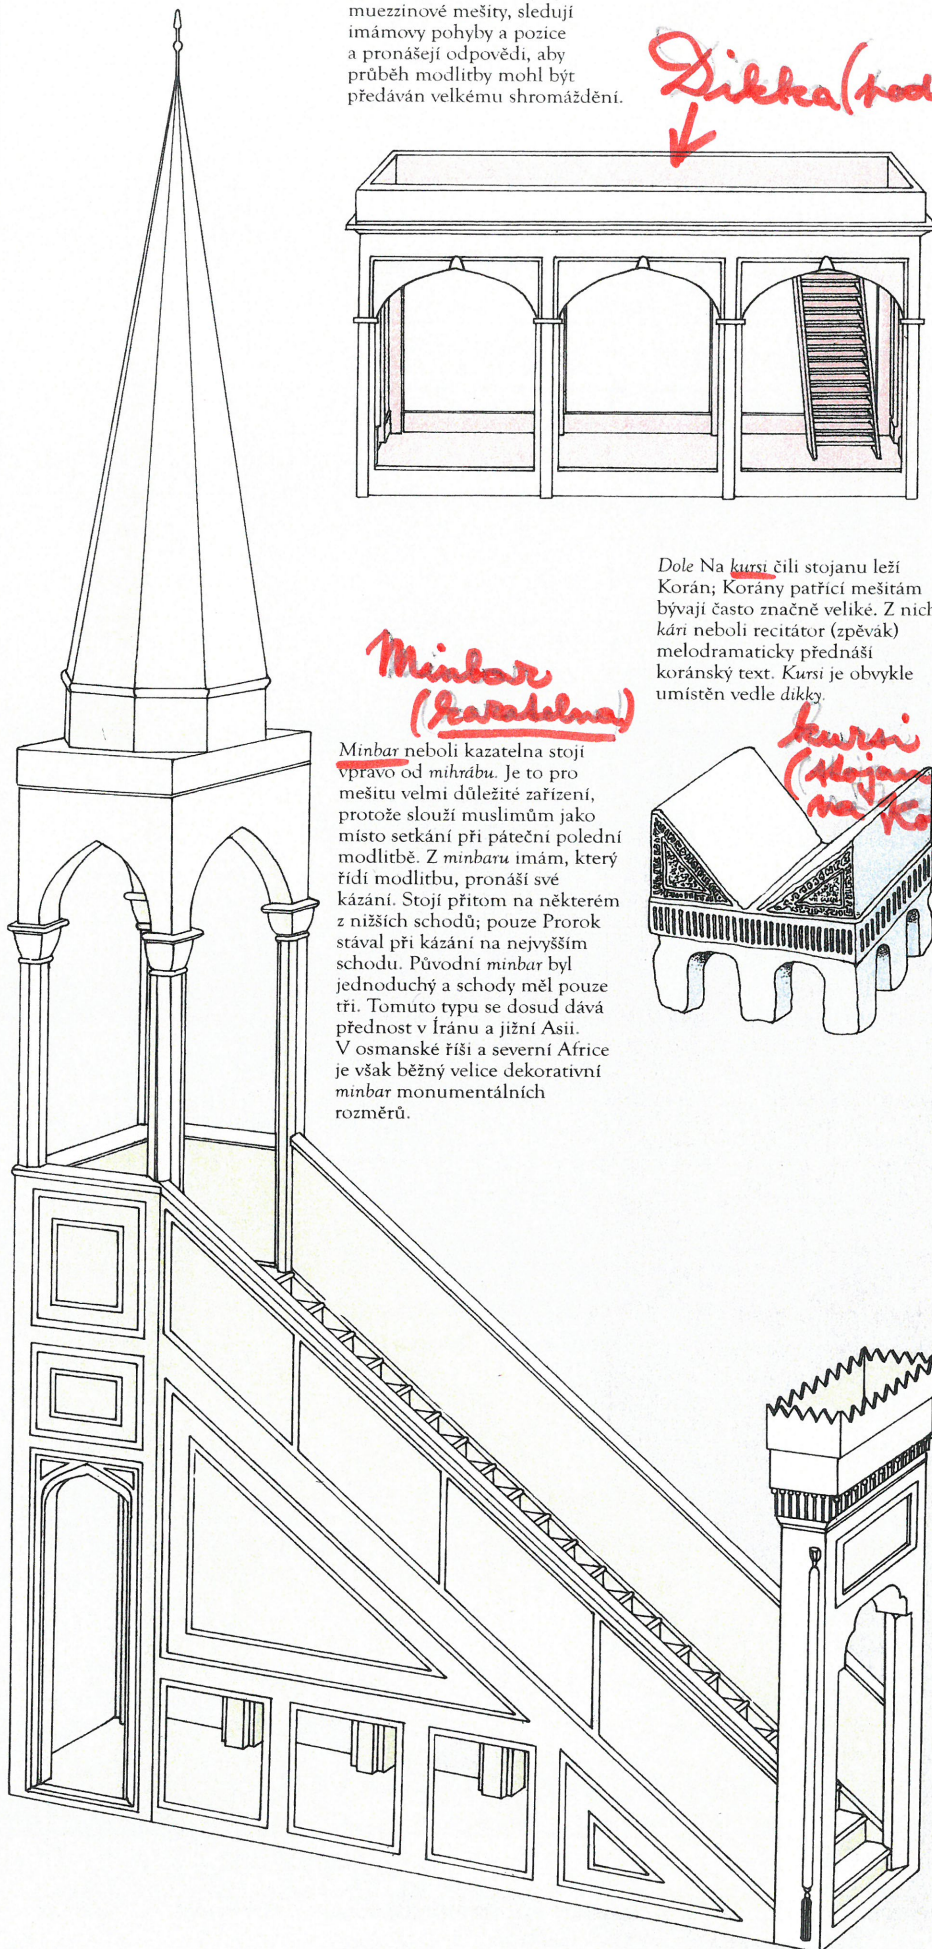 muezzinové mešity, sledují
imámovy pohyby a pozice
a pronášejí odpovědi, aby
průběh modlitby mohl být
předáván velkému shromáždění.
Dikka (pod
Dole Na kursi čili stojanu leží
Korán; Korány patřící mešitám
bývají často značně veliké. Z nich
kári neboli recitátor (zpěvák)
melodramaticky přednáší
koránský text. Kursi je obvykle
umístěn vedle dikky.
kursi
(stojan
na Ko
Minbar
(kazatelna)
Minbar neboli kazatelna stojí
vpravo od mihrábu. Je to pro
mešitu velmi důležité zařízení,
protože slouží muslimům jako
místo setkání při páteční polední
modlitbě. Z minbaru imám, který
řídí modlitbu, pronáší své
kázání. Stojí přitom na některém
z nižších schodů; pouze Prorok
stával při kázání na nejvyšším
schodu. Původní minbar byl
jednoduchý a schody měl pouze
tři. Tomuto typu se dosud dává
přednost v Íránu a jižní Asii.
V osmanské říši a severní Africe
je však běžný velice dekorativní
minbar monumentálních
rozměrů.